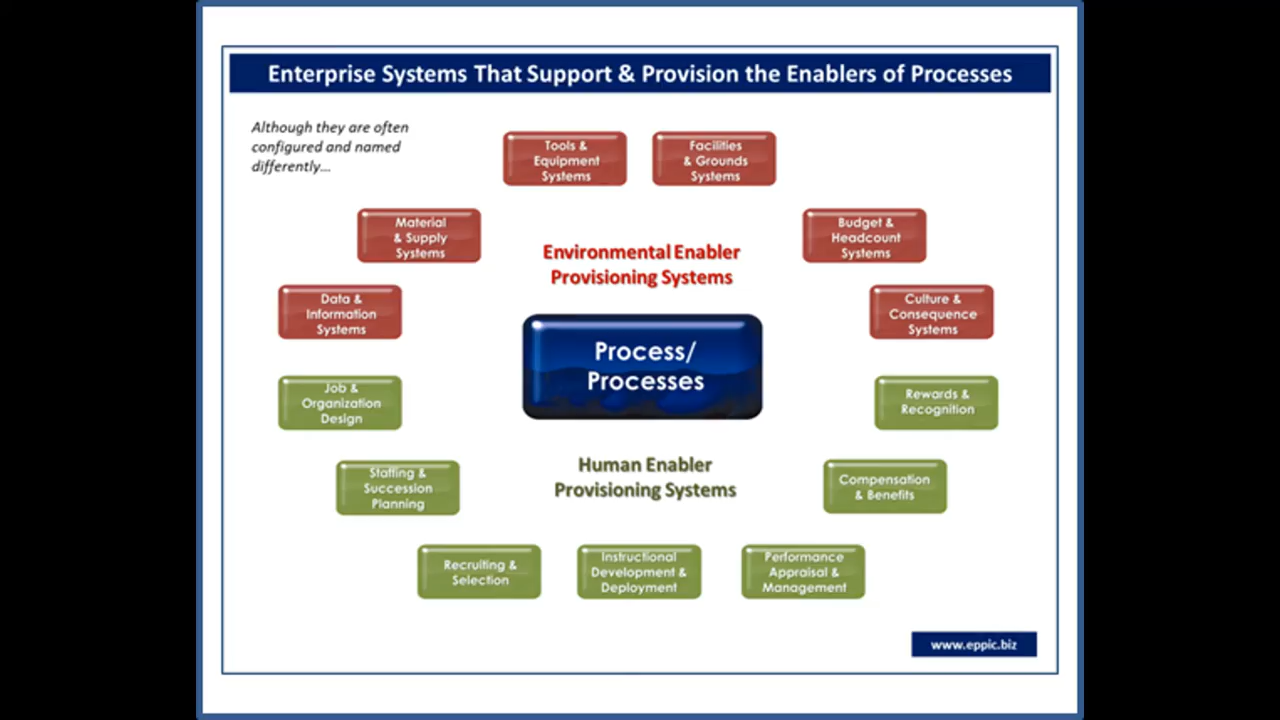 Enterprise Systems That Support & Provision the Enablers of Processes
Although they are often
configured and named
differently...
Tools &
Equipment
Systems
Facilities
& Grounds
Systems
Material
& Supply
Systems
Budget &
Headcount
Systems
Environmental Enabler
Provisioning Systems
Data &
Information
Systems
Culture &
Consequence
Systems
Process/
Processes
Job &
Organization
Design
Rewards &
Recognition
Human Enabler
Provisioning Systems
Staffing &
Succession
Planning
Compensation
& Benefits
Recruiting &
Selection
Instructional
Development &
Deployment
Performance
Appraisal &
Management
www.eppic.biz